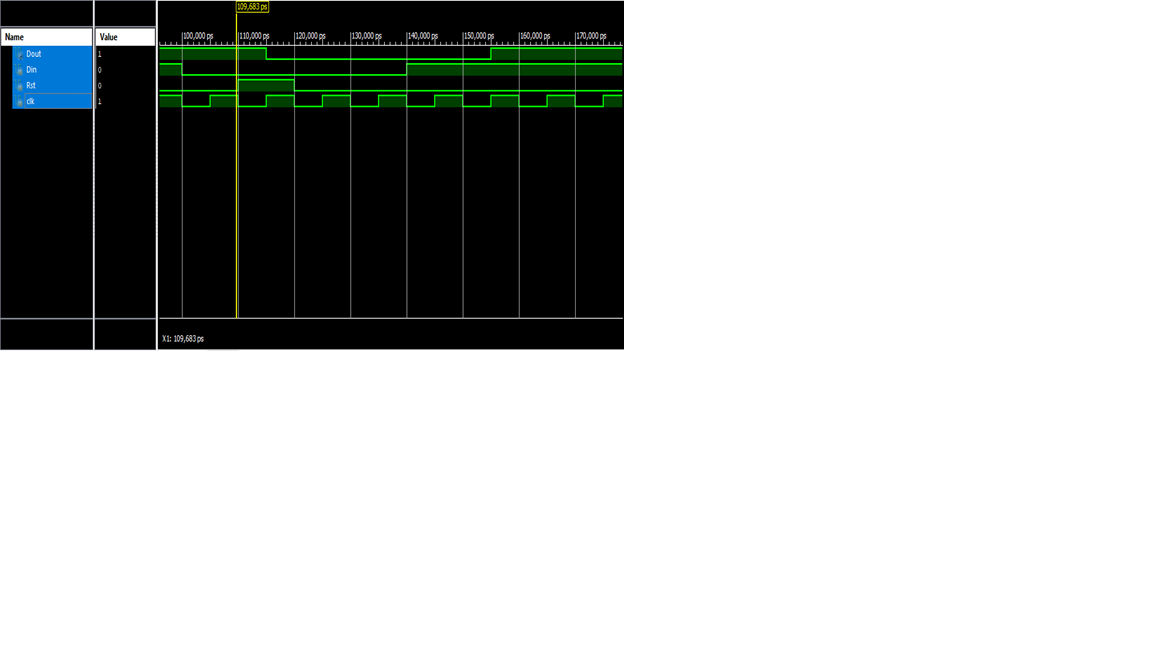 109,683 ps
Name Value 100,000 ps 110,000 ps 120,000 ps 130,000 ps 140,000 ps 150,000 ps 160,000 ps 170,000 ps
Dout 1
Din 0
Rst 0
clk 1
X1: 109,683 ps